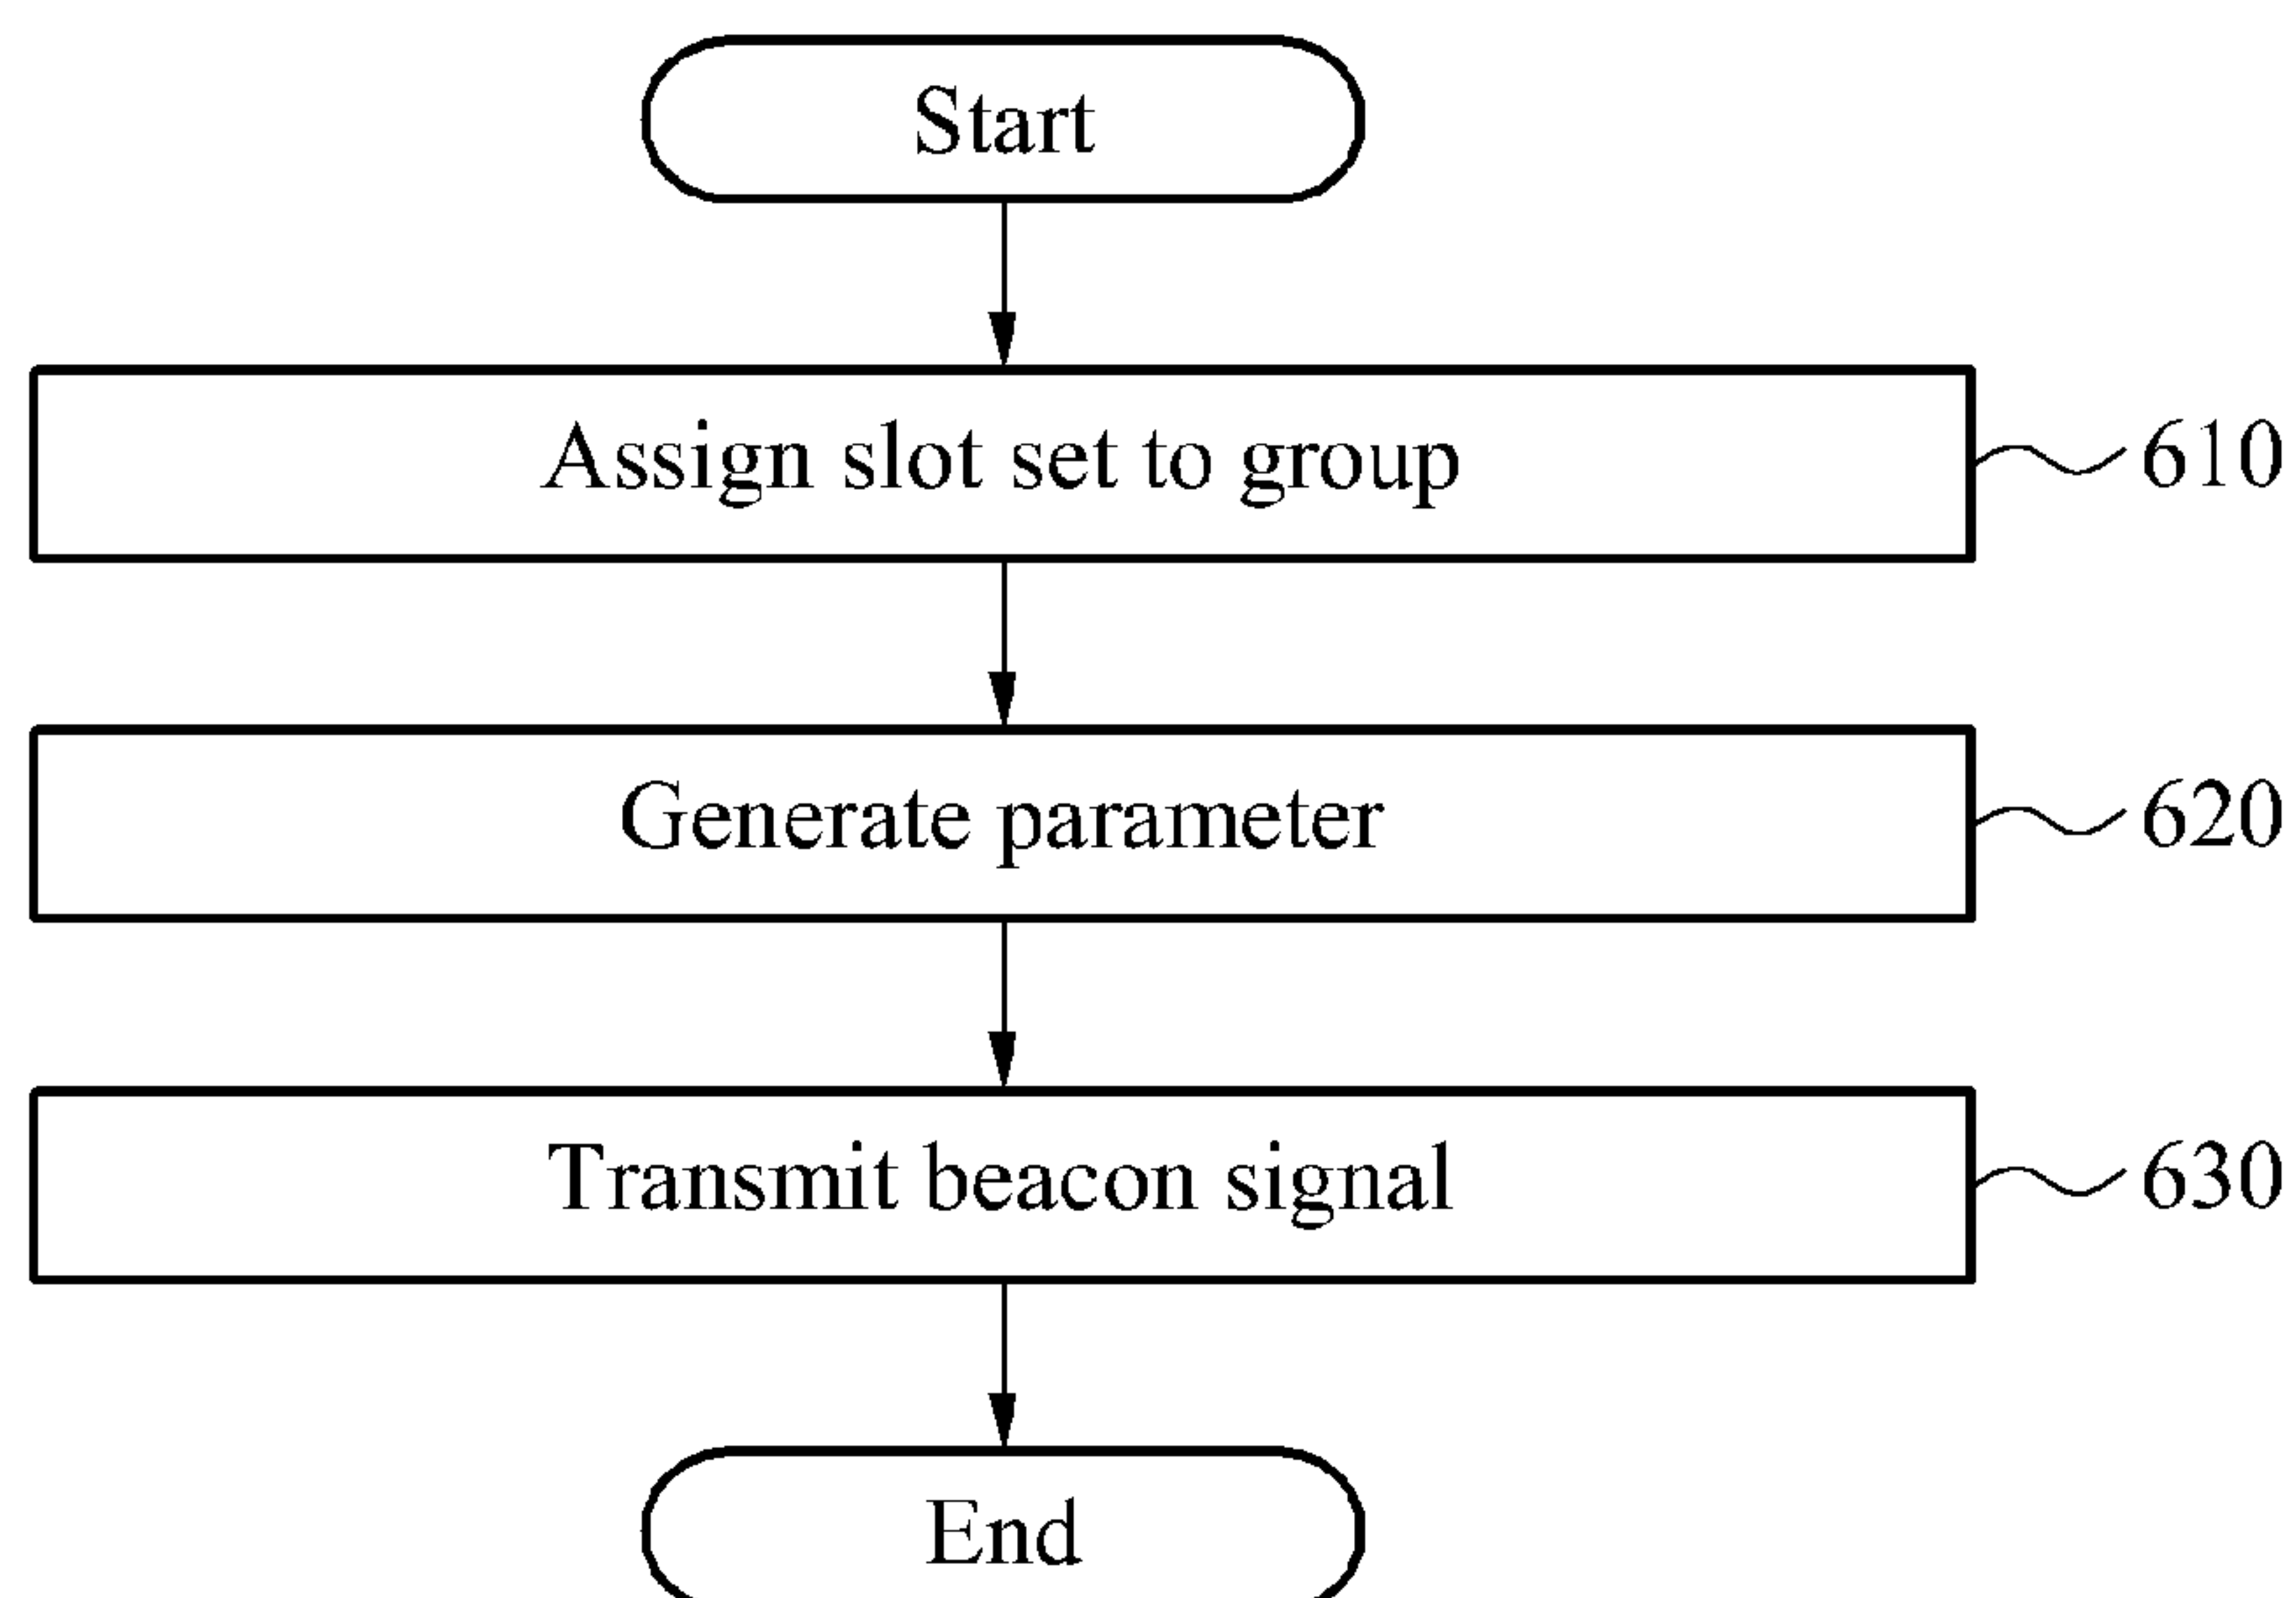 Start
Assign slot set to group
610
Generate parameter
620
Transmit beacon signal
630
End